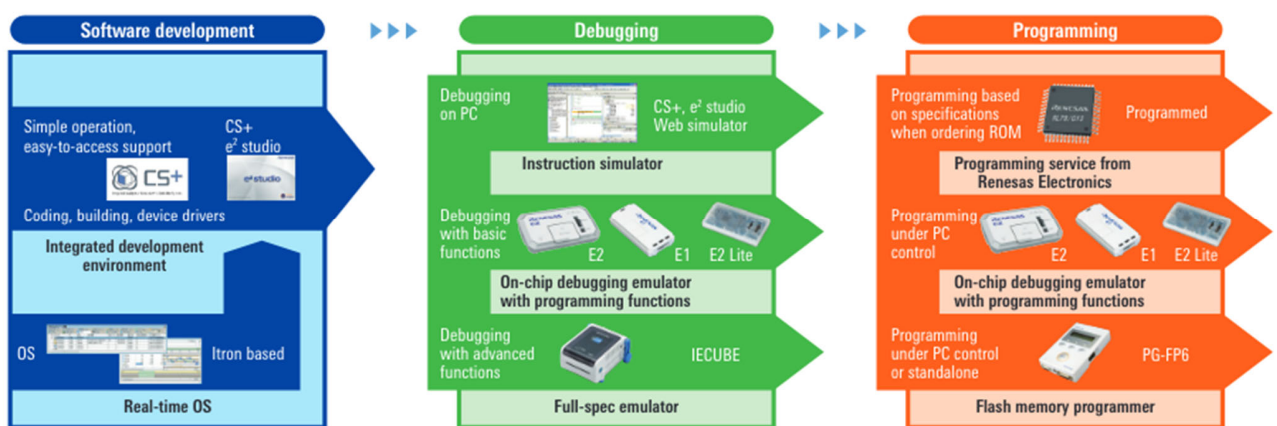 Software development
Debugging
Programming
Simple operation,
easy-to-access support
CS+
e² studio
CS+
e² studio
Coding, building, device drivers
Integrated development
environment
OS
Itron based
Real-time OS
Debugging
on PC
CS+, e² studio
Web simulator
Instruction simulator
Debugging
with basic
functions
E2
E1
E2 Lite
On-chip debugging emulator
with programming functions
Debugging
with advanced
functions
IECUBE
Full-spec emulator
Programming based
on specifications
when ordering ROM
RENESAS
RL78/G13
Programmed
Programming service from
Renesas Electronics
Programming
under PC
control
E2
E1
E2 Lite
On-chip debugging emulator
with programming functions
Programming
under PC control
or standalone
PG-FP6
Flash memory programmer